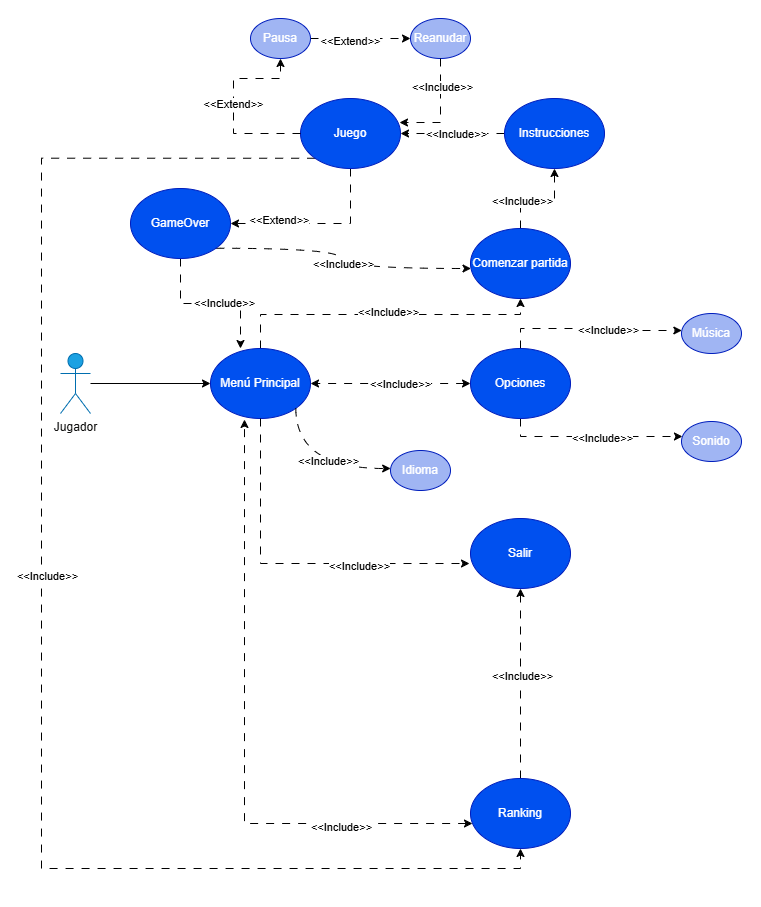 Pausa
<<Extend>>
Reanudar
<<Include>>
<<Extend>>
Juego
<<Include>>
Instrucciones
<<Include>>
GameOver
<<Extend>>
<<Include>>
Comenzar partida
<<Include>>
<<Include>>
<<Include>>
Música
Menú Principal
<<Include>>
Opciones
Jugador
<<Include>>
Sonido
<<Include>>
Idioma
Salir
<<Include>>
<<Include>>
<<Include>>
Ranking
<<Include>>